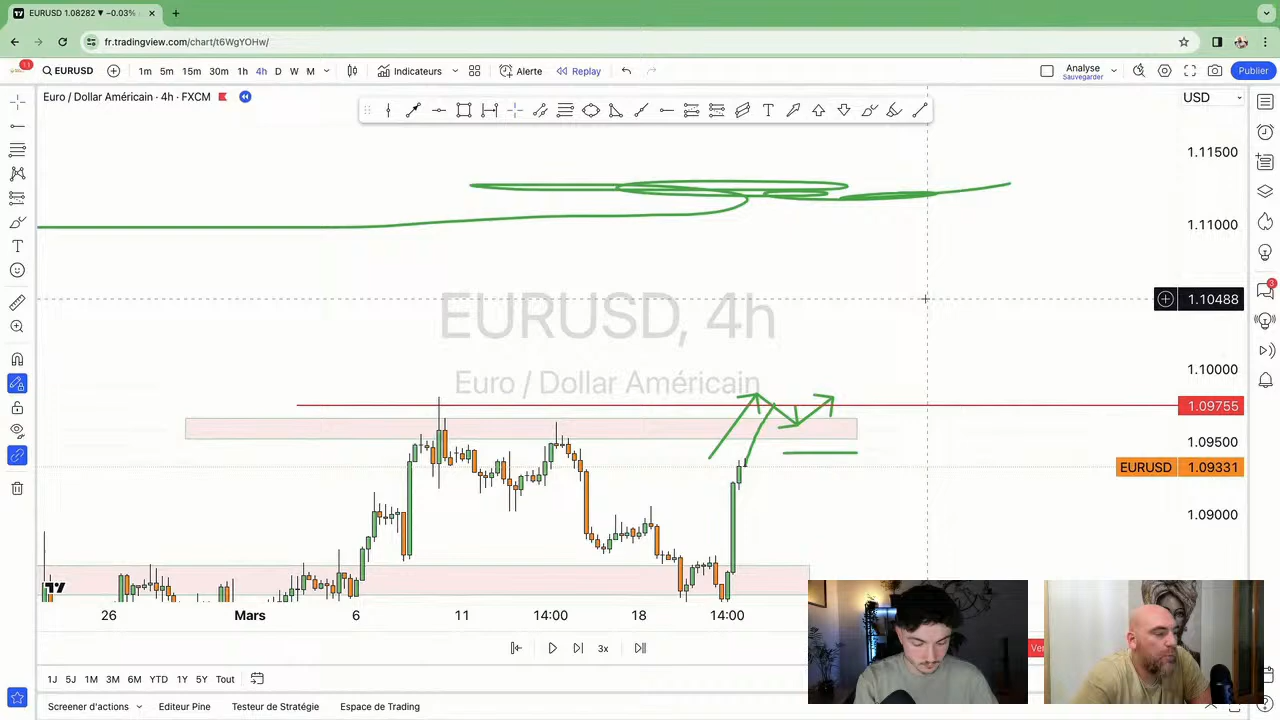 EURUSD 1.08282 ▼ −0.03%
fr.tradingview.com/chart/t6WgYOHw/
11
EURUSD
1m 5m 15m 30m 1h 4h D W M
Indicateurs
Alerte
Replay
Analyse
Sauvegarder
Publier
Euro / Dollar Américain · 4h · FXCM
USD
1.11500
1.11000
1.10488
EURUSD, 4h
3
Euro / Dollar Américain
1.10000
1.09755
1.09500
EURUSD 1.09331
1.09000
26 Mars 6 11 14:00 18 14:00
3x
1J 5J 1M 3M 6M YTD 1Y 5Y Tout
Screener d'actions Editeur Pine Testeur de Stratégie Espace de Trading